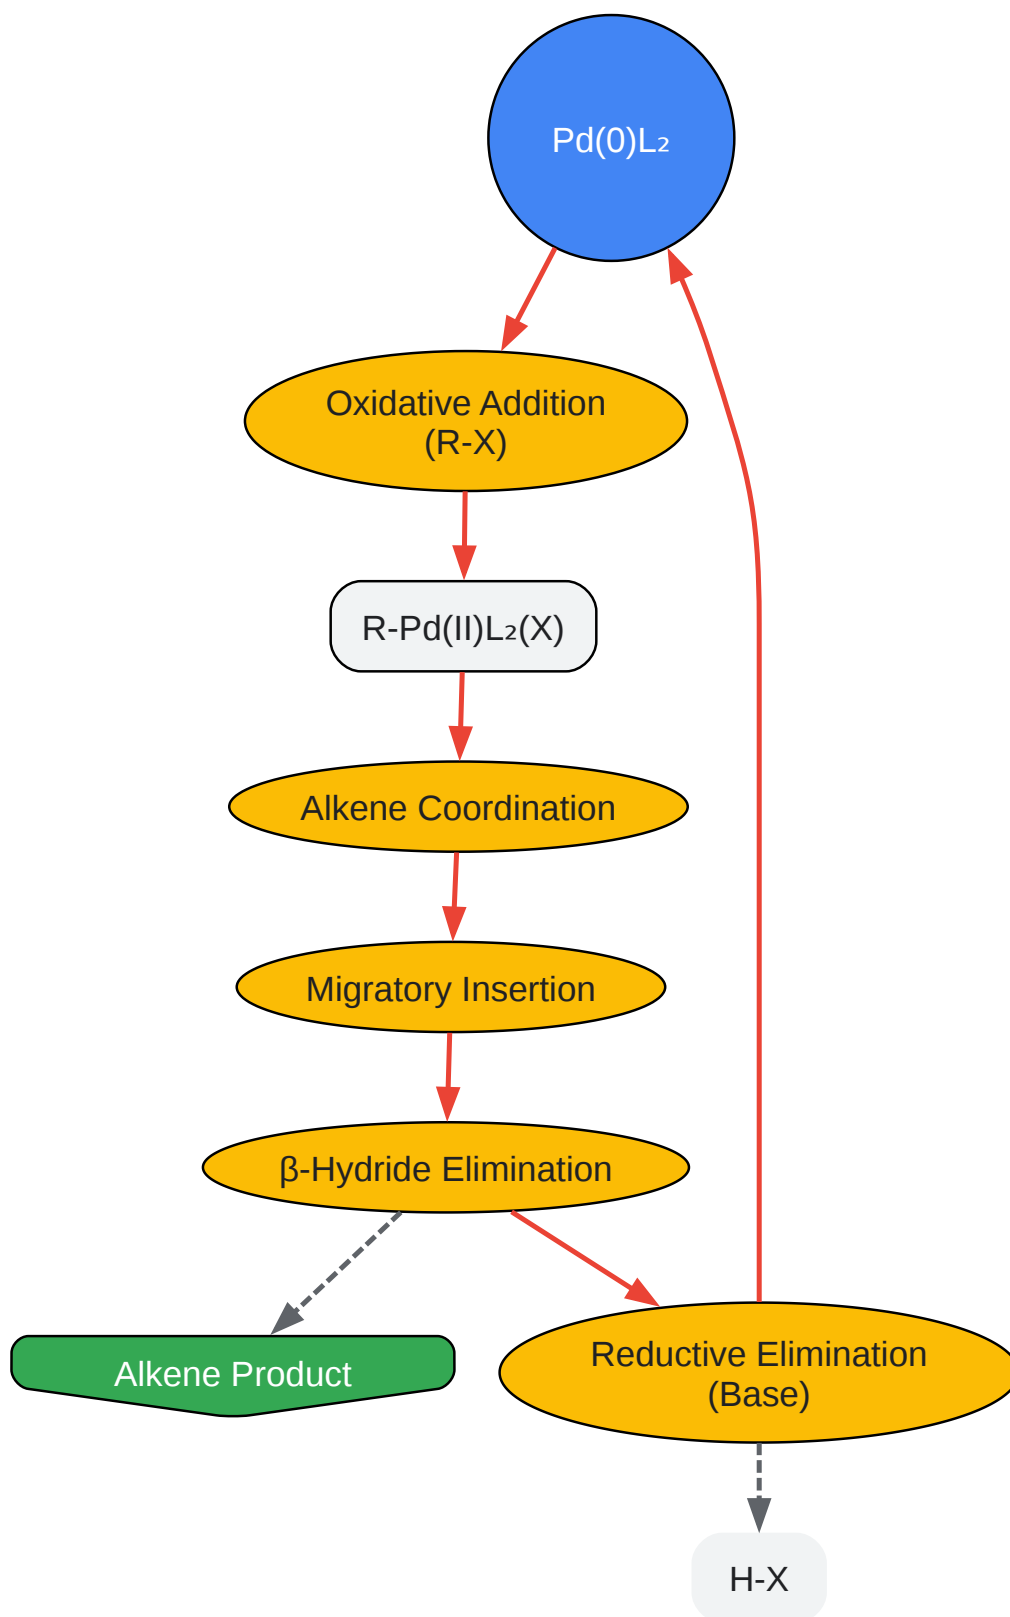 Pd(0)L₂
Oxidative Addition
(R-X)
R-Pd(II)L₂(X)
Alkene Coordination
Migratory Insertion
β-Hydride Elimination
Alkene Product
Reductive Elimination
(Base)
H-X